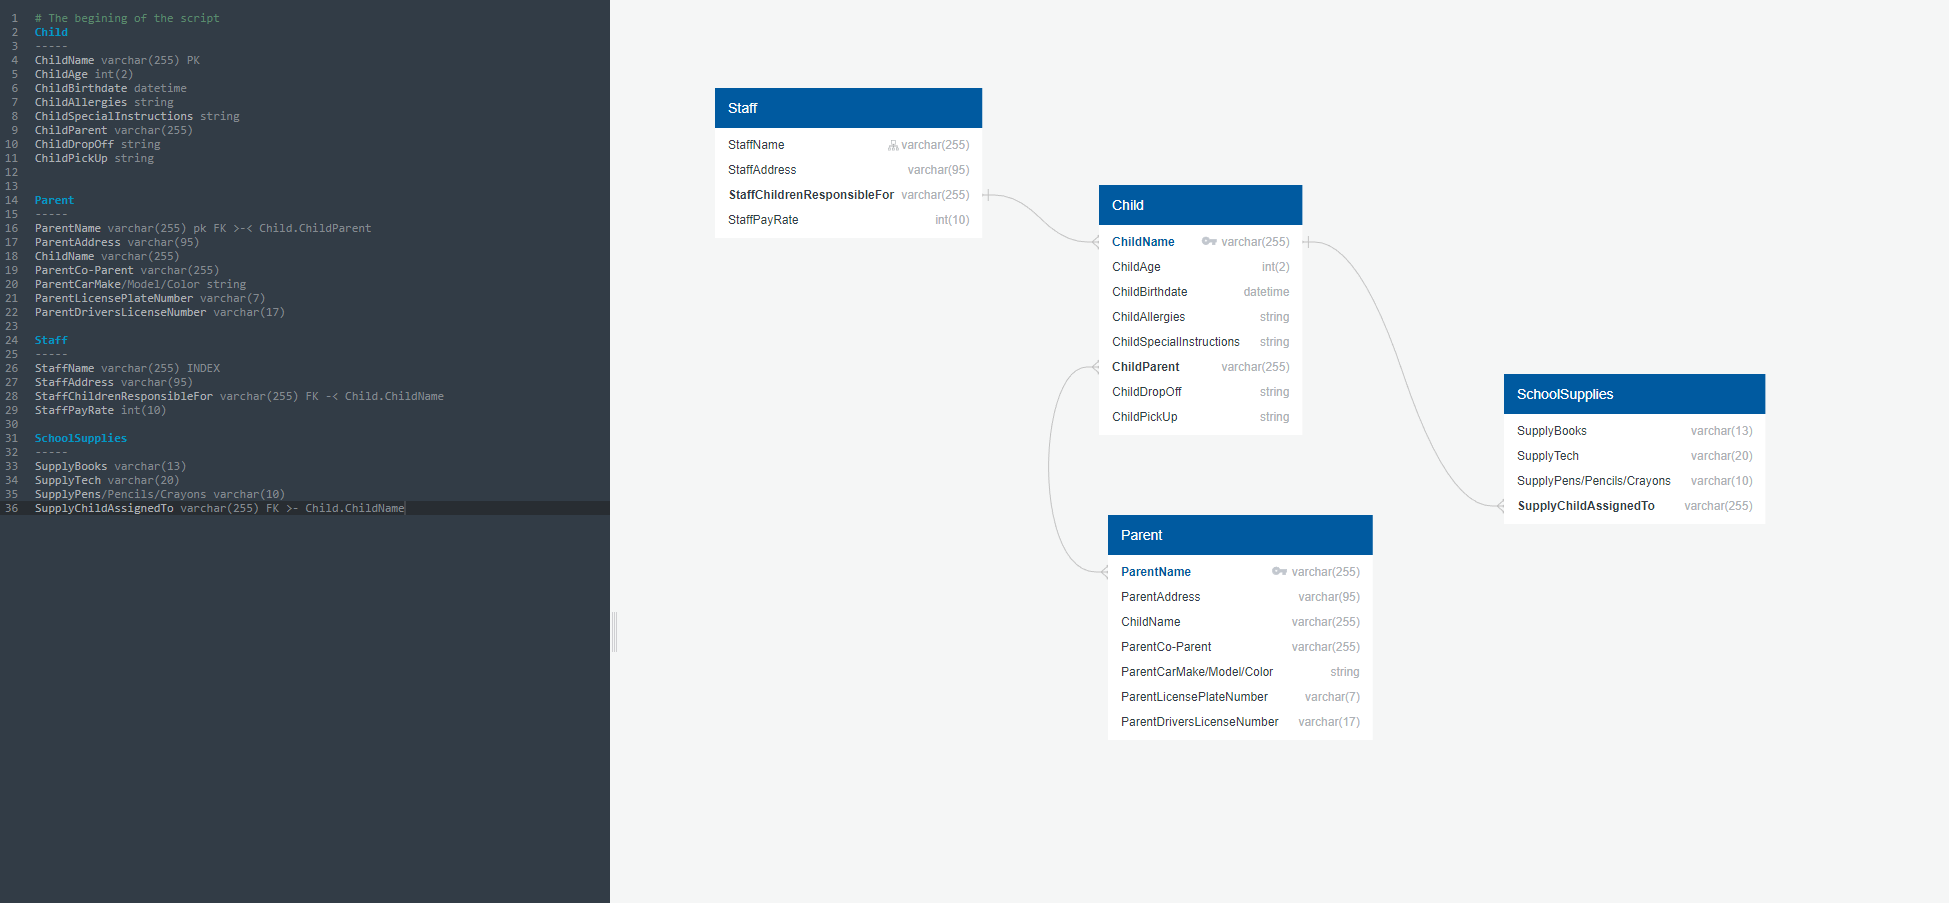 1 # The begining of the script
2 Child
3 -----
4 ChildName varchar(255) PK
5 ChildAge int(2)
6 ChildBirthdate datetime
7 ChildAllergies string
8 ChildSpecialInstructions string
9 ChildParent varchar(255)
10 ChildDropOff string
11 ChildPickUp string
12
13
14 Parent
15 -----
16 ParentName varchar(255) pk FK >-< Child.ChildParent
17 ParentAddress varchar(95)
18 ChildName varchar(255)
19 ParentCo-Parent varchar(255)
20 ParentCarMake/Model/Color string
21 ParentLicensePlateNumber varchar(7)
22 ParentDriversLicenseNumber varchar(17)
23
24 Staff
25 -----
26 StaffName varchar(255) INDEX
27 StaffAddress varchar(95)
28 StaffChildrenResponsibleFor varchar(255) FK -< Child.ChildName
29 StaffPayRate int(10)
30
31 SchoolSupplies
32 -----
33 SupplyBooks varchar(13)
34 SupplyTech varchar(20)
35 SupplyPens/Pencils/Crayons varchar(10)
36 SupplyChildAssignedTo varchar(255) FK >- Child.ChildName
Staff
StaffName varchar(255)
StaffAddress varchar(95)
StaffChildrenResponsibleFor varchar(255)
StaffPayRate int(10)
Child
ChildName varchar(255)
ChildAge int(2)
ChildBirthdate datetime
ChildAllergies string
ChildSpecialInstructions string
ChildParent varchar(255)
ChildDropOff string
ChildPickUp string
SchoolSupplies
SupplyBooks varchar(13)
SupplyTech varchar(20)
SupplyPens/Pencils/Crayons varchar(10)
SupplyChildAssignedTo varchar(255)
Parent
ParentName varchar(255)
ParentAddress varchar(95)
ChildName varchar(255)
ParentCo-Parent varchar(255)
ParentCarMake/Model/Color string
ParentLicensePlateNumber varchar(7)
ParentDriversLicenseNumber varchar(17)